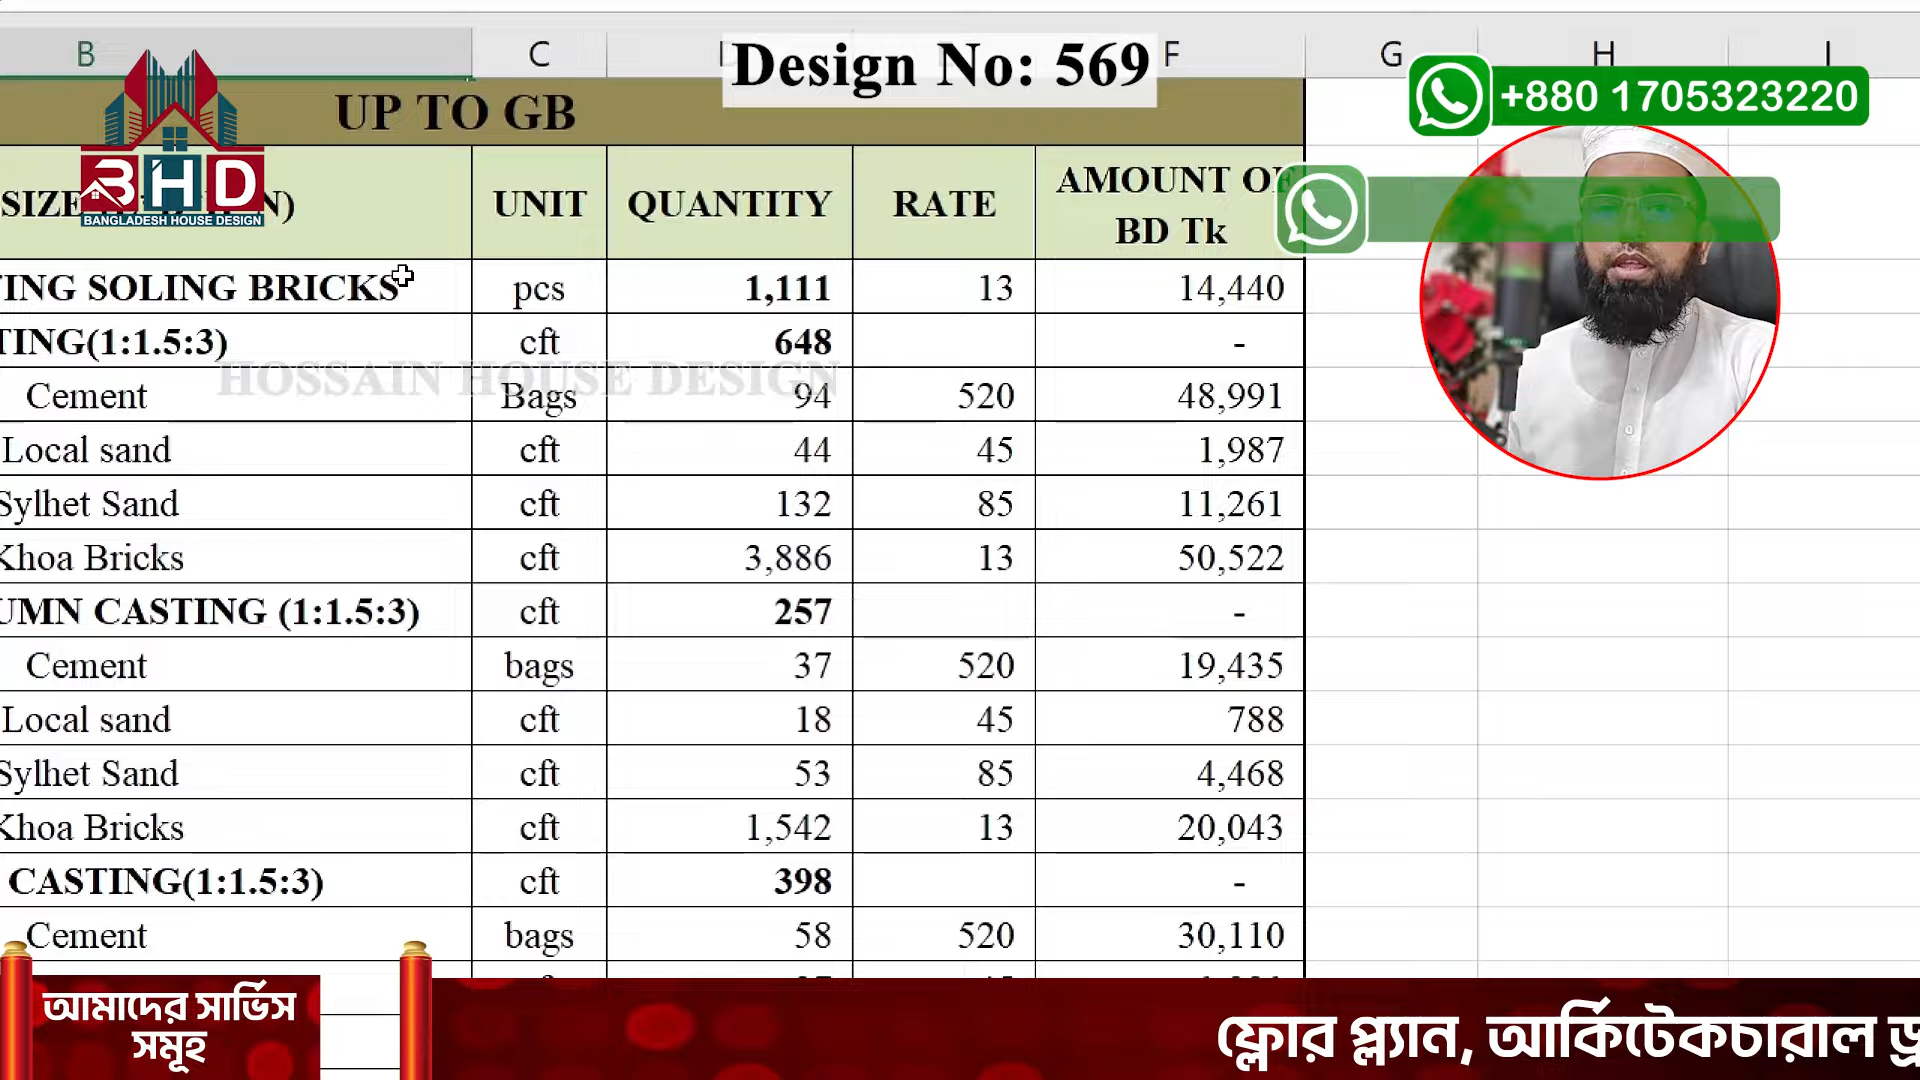 B C F G H I
Design No: 569
+880 1705323220
UP TO GB
BHD
BANGLADESH HOUSE DESIGN
SIZE N) UNIT QUANTITY RATE AMOUNT OF
BD Tk
ING SOLING BRICKS pcs 1,111 13 14,440
TING(1:1.5:3) cft 648 -
HOSSAIN HOUSE DESIGN
Cement Bags 94 520 48,991
Local sand cft 44 45 1,987
Sylhet Sand cft 132 85 11,261
Khoa Bricks cft 3,886 13 50,522
UMN CASTING (1:1.5:3) cft 257 -
Cement bags 37 520 19,435
Local sand cft 18 45 788
Sylhet Sand cft 53 85 4,468
Khoa Bricks cft 1,542 13 20,043
CASTING(1:1.5:3) cft 398 -
Cement bags 58 520 30,110
আমাদের সার্ভিস
সমূহ
ফ্লোর প্ল্যান, আর্কিটেকচারাল ড্র